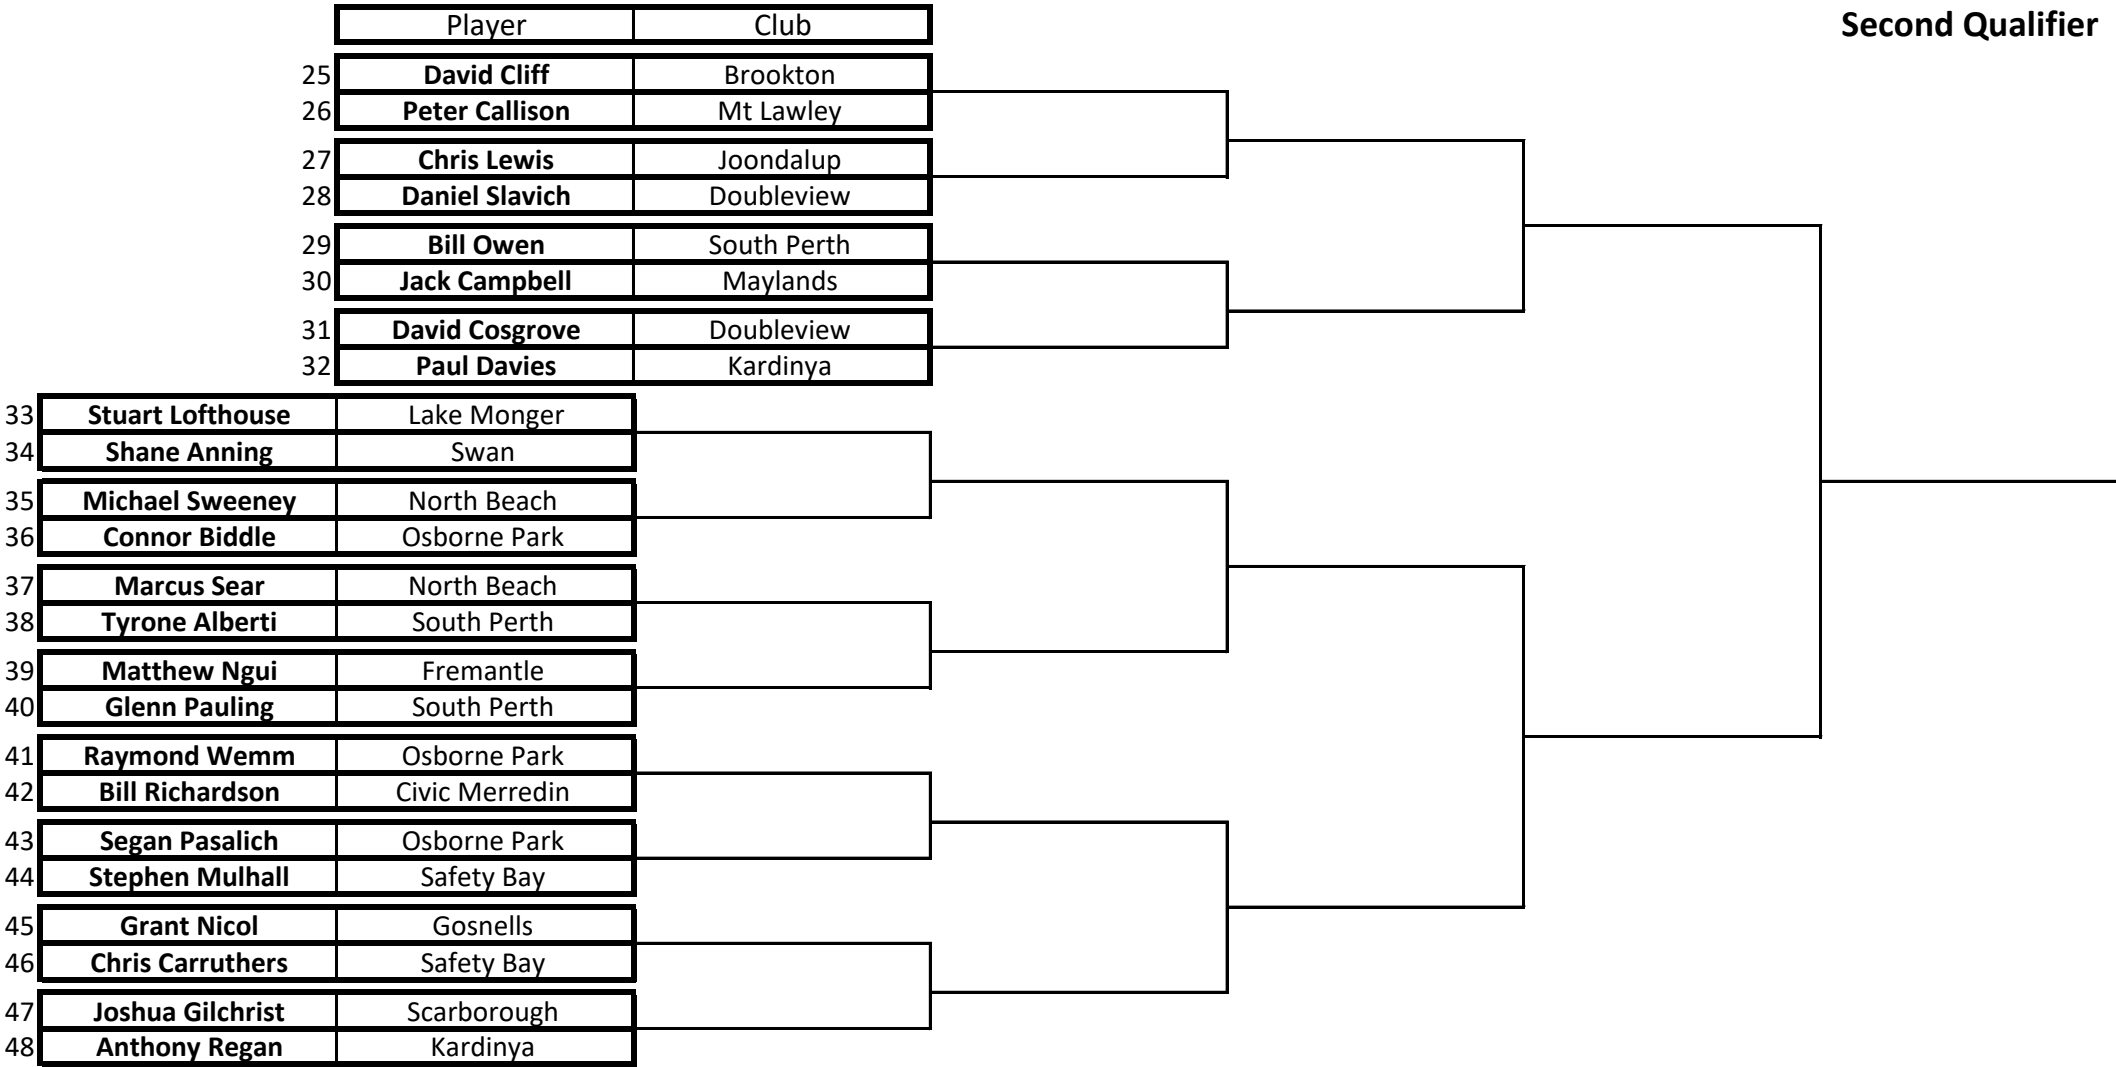 Player Club Second Qualifier
25 David Cliff Brookton
26 Peter Callison Mt Lawley
27 Chris Lewis Joondalup
28 Daniel Slavich Doubleview
29 Bill Owen South Perth
30 Jack Campbell Maylands
31 David Cosgrove Doubleview
32 Paul Davies Kardinya
33 Stuart Lofthouse Lake Monger
34 Shane Anning Swan
35 Michael Sweeney North Beach
36 Connor Biddle Osborne Park
37 Marcus Sear North Beach
38 Tyrone Alberti South Perth
39 Matthew Ngui Fremantle
40 Glenn Pauling South Perth
41 Raymond Wemm Osborne Park
42 Bill Richardson Civic Merredin
43 Segan Pasalich Osborne Park
44 Stephen Mulhall Safety Bay
45 Grant Nicol Gosnells
46 Chris Carruthers Safety Bay
47 Joshua Gilchrist Scarborough
48 Anthony Regan Kardinya